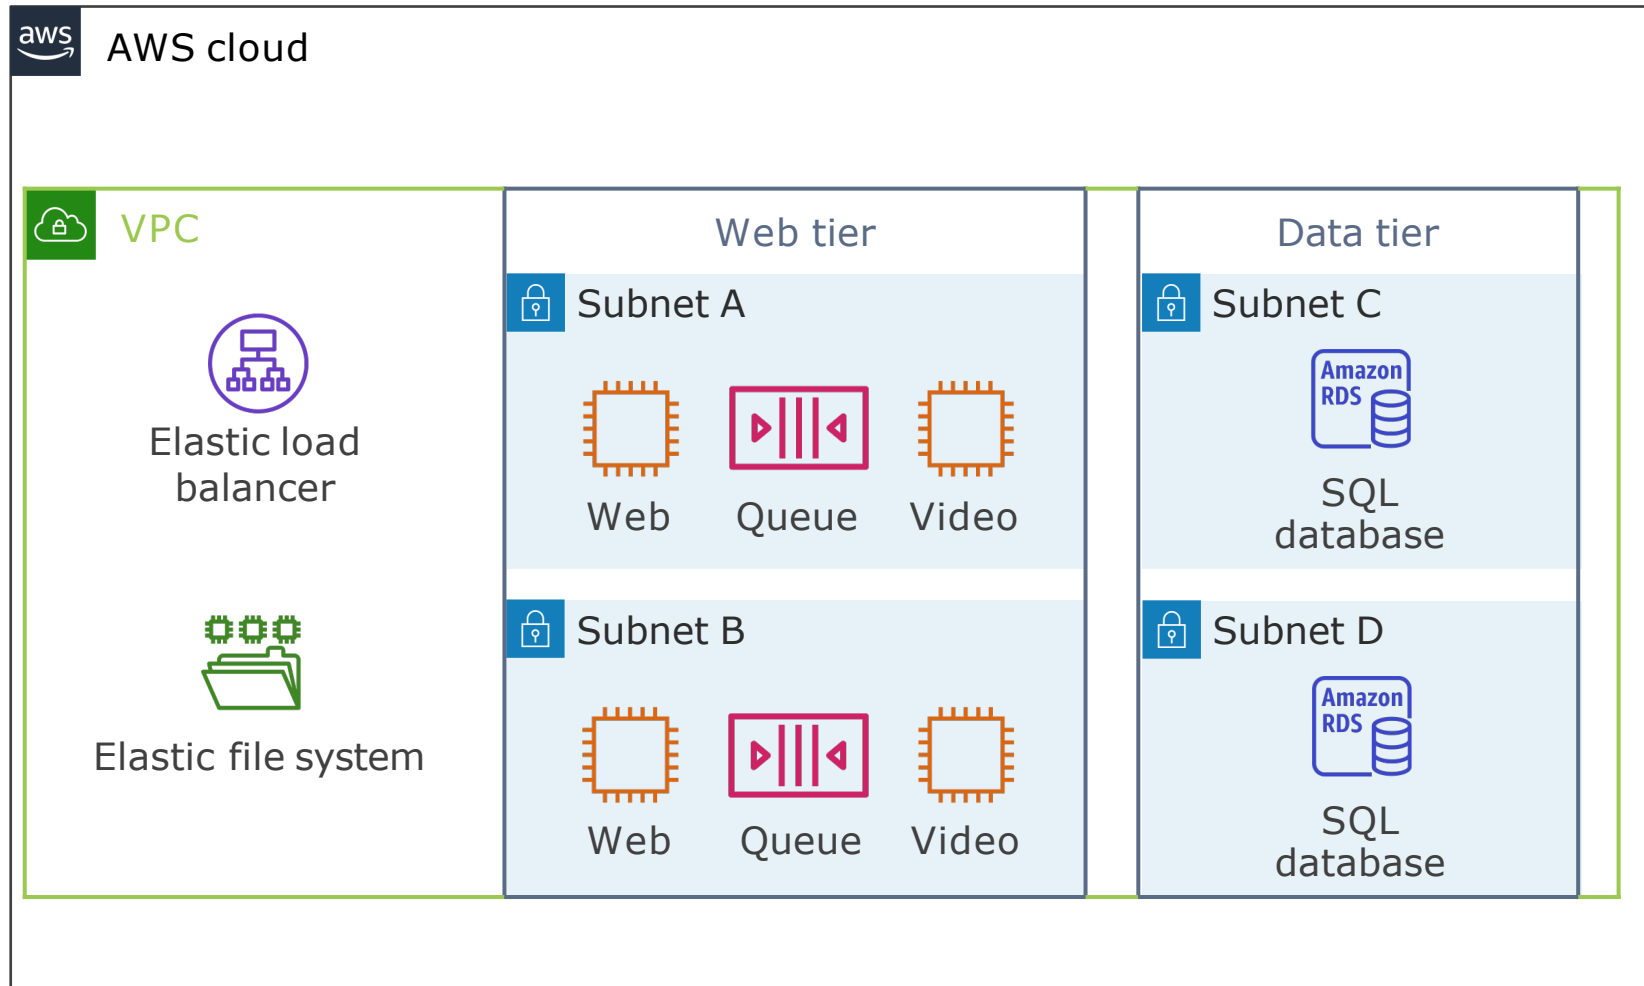 aws
AWS cloud
VPC
Web tier
Data tier
Elastic load
balancer
Elastic file system
Subnet A
Web
Queue
Video
Subnet B
Web
Queue
Video
Subnet C
Amazon
RDS
SQL
database
Subnet D
Amazon
RDS
SQL
database